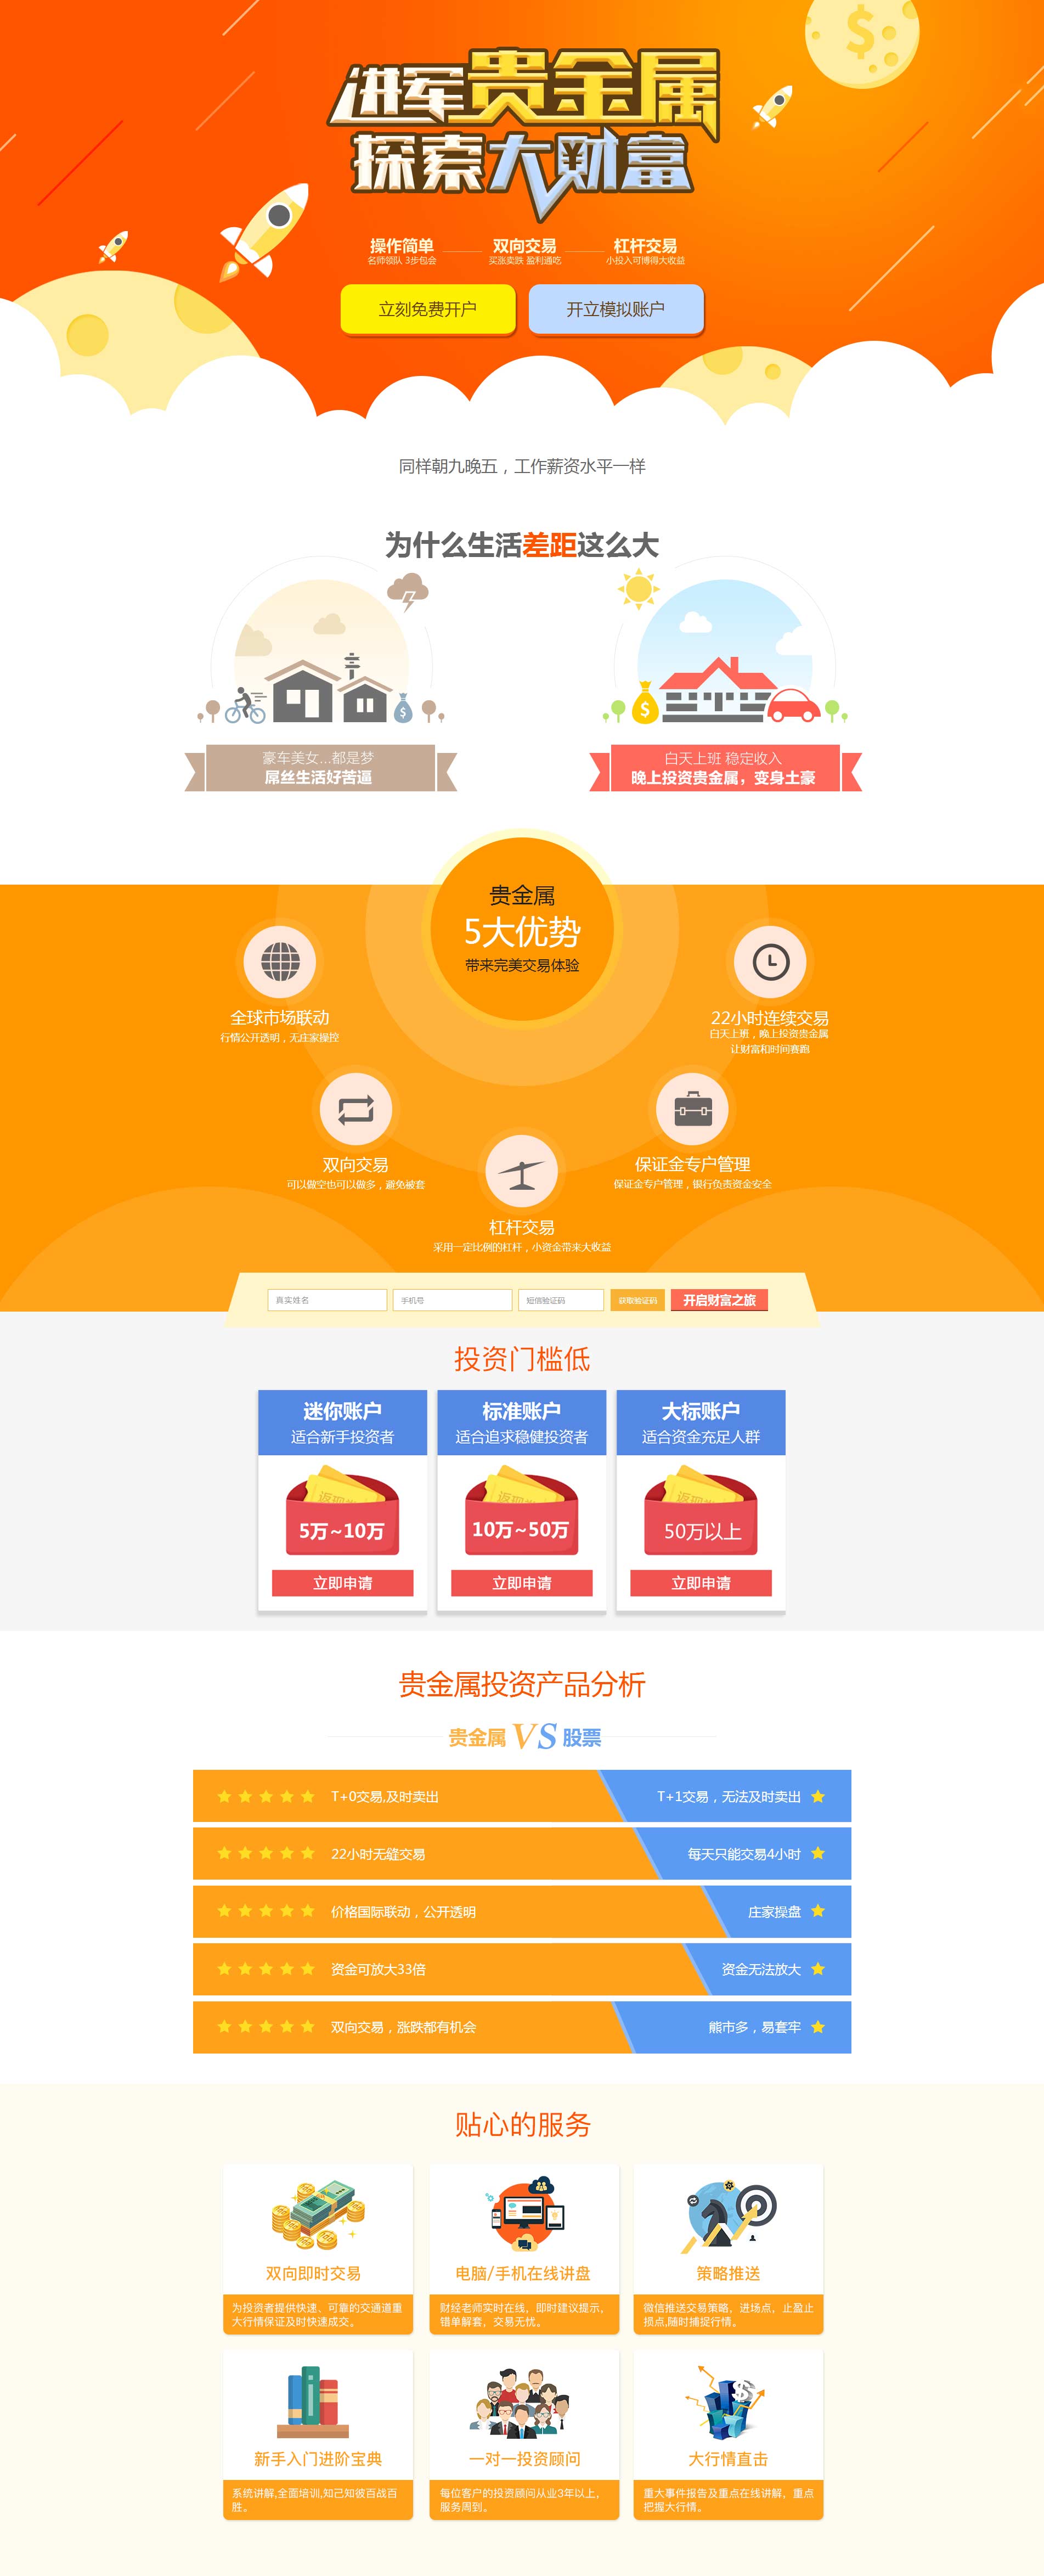 进军贵金属
探索大财富
操作简单
名师领队 3步包会
双向交易
买涨卖跌 盈利通吃
杠杆交易
小投入可博得大收益
立刻免费开户
开立模拟账户
同样朝九晚五，工作薪资水平一样
为什么生活差距这么大
豪车美女...都是梦
屌丝生活好苦逼
白天上班 稳定收入
晚上投资贵金属，变身土豪
贵金属
5大优势
带来完美交易体验
全球市场联动
行情公开透明，无庄家操控
22小时连续交易
白天上班，晚上投资贵金属
让财富和时间赛跑
双向交易
可以做空也可以做多，避免被套
保证金专户管理
保证金专户管理，银行负责资金安全
杠杆交易
采用一定比例的杠杆，小资金带来大收益
真实姓名
手机号
短信验证码
获取验证码
开启财富之旅
投资门槛低
迷你账户
适合新手投资者
5万~10万
立即申请
标准账户
适合追求稳健投资者
10万~50万
立即申请
大标账户
适合资金充足人群
50万以上
立即申请
贵金属投资产品分析
贵金属 VS 股票
T+0交易,及时卖出
T+1交易，无法及时卖出
22小时无缝交易
每天只能交易4小时
价格国际联动，公开透明
庄家操盘
资金可放大33倍
资金无法放大
双向交易，涨跌都有机会
熊市多，易套牢
贴心的服务
双向即时交易
为投资者提供快速、可靠的交通道重
大行情保证及时快速成交。
电脑/手机在线讲盘
财经老师实时在线，即时建议提示，
错单解套，交易无忧。
策略推送
微信推送交易策略，进场点，止盈止
损点,随时捕捉行情。
新手入门进阶宝典
系统讲解,全面培训,知己知彼百战百
胜。
一对一投资顾问
每位客户的投资顾问从业3年以上，
服务周到。
大行情直击
重大事件报告及重点在线讲解，重点
把握大行情。